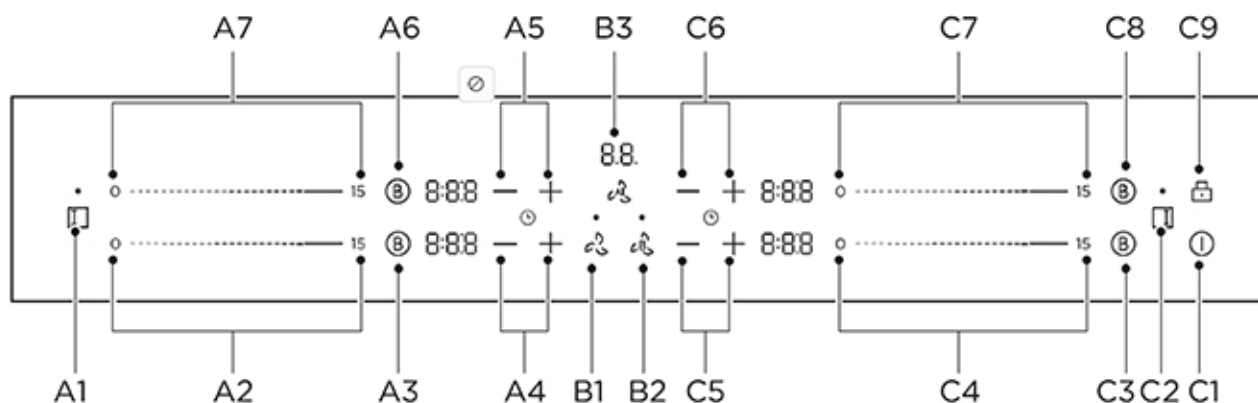 A7 A6 A5 B3 C6 C7 C8 C9
8.8.
0 15 B 8:8.8 − + − + 8:8.8 0 15 B
0 15 B 8:8.8 − + − + 8:8.8 0 15 B
A1 A2 A3 A4 B1 B2 C5 C4 C3 C2 C1